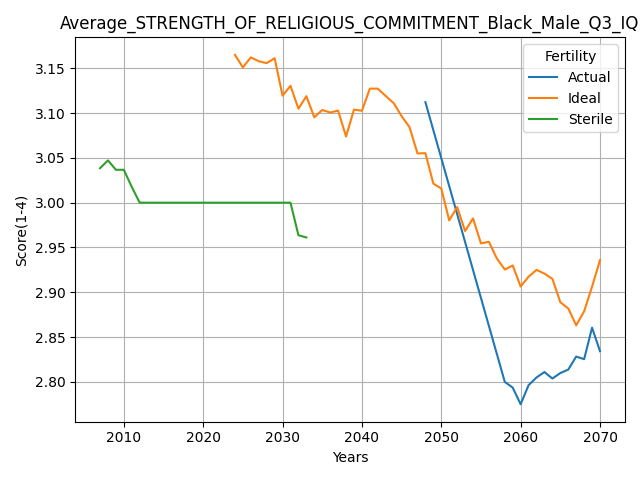 Average_STRENGTH_OF_RELIGIOUS_COMMITMENT_Black_Male_Q3_IQ
Fertility
Actual
Ideal
Sterile
Score(1-4)
3.15
3.10
3.05
3.00
2.95
2.90
2.85
2.80
2010 2020 2030 2040 2050 2060 2070
Years